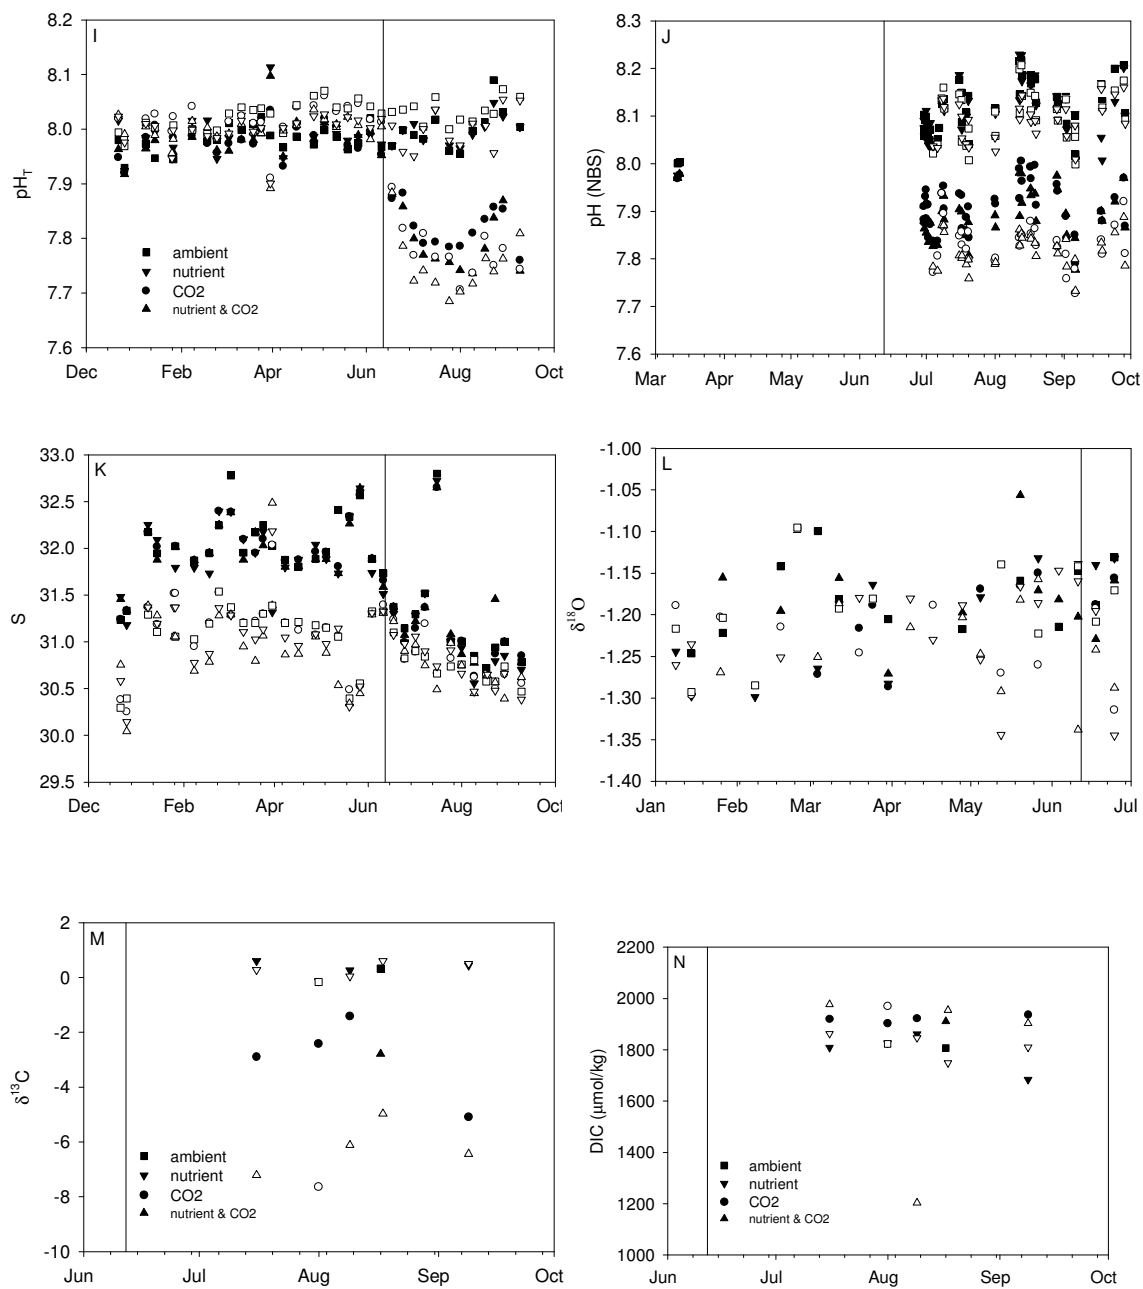 8.2
8.1
8.0
7.9
7.8
7.7
7.6
pHT
I
ambient
nutrient
CO2
nutrient & CO2
Dec Feb Apr Jun Aug Oct
8.3
8.2
8.1
8.0
7.9
7.8
7.7
7.6
pH (NBS)
J
Mar Apr May Jun Jul Aug Sep Oct
33.0
32.5
32.0
31.5
31.0
30.5
30.0
29.5
S
K
Dec Feb Apr Jun Aug Oct
-1.00
-1.05
-1.10
-1.15
-1.20
-1.25
-1.30
-1.35
-1.40
δ18O
L
Jan Feb Mar Apr May Jun Jul
2
0
-2
-4
-6
-8
-10
δ13C
M
ambient
nutrient
CO2
nutrient & CO2
Jun Jul Aug Sep Oct
2200
2000
1800
1600
1400
1200
1000
DIC (μmol/kg)
N
ambient
nutrient
CO2
nutrient & CO2
Jun Jul Aug Sep Oct